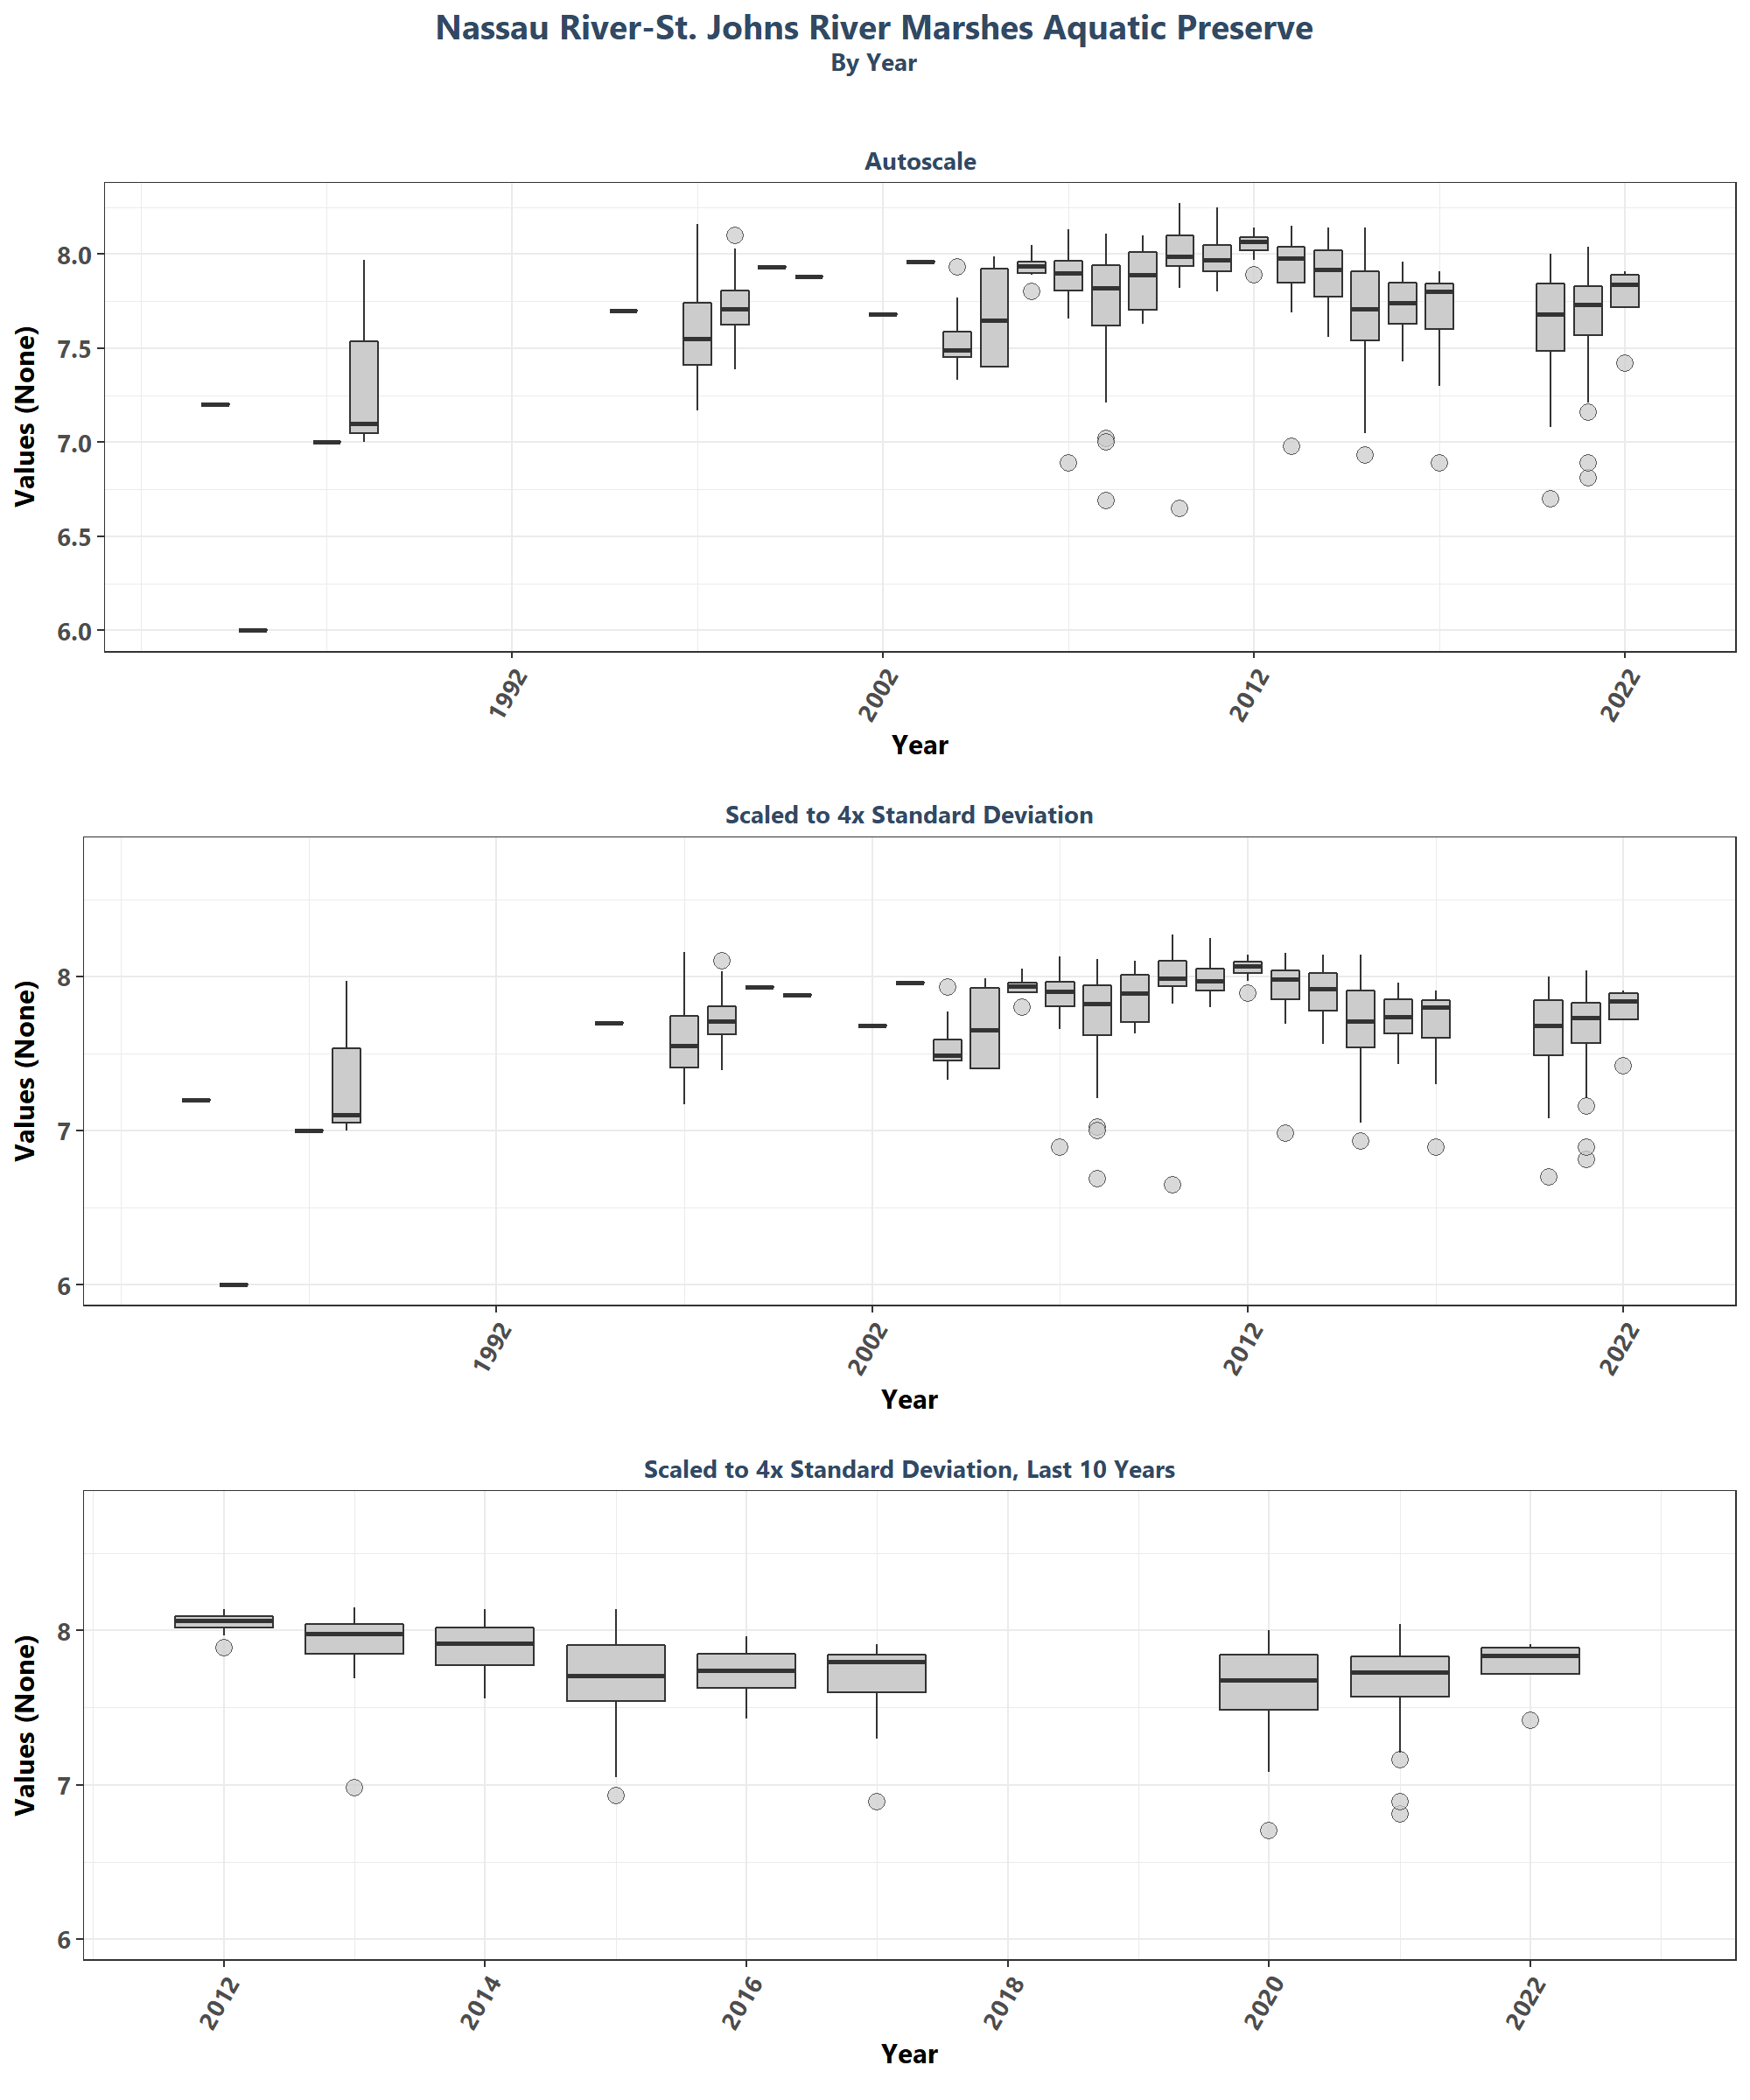 Nassau River-St. Johns River Marshes Aquatic Preserve
By Year
Autoscale
Values (None)
8.0
7.5
7.0
6.5
6.0
1992
2002
2012
2022
Year
Scaled to 4x Standard Deviation
Values (None)
8
7
6
1992
2002
2012
2022
Year
Scaled to 4x Standard Deviation, Last 10 Years
Values (None)
8
7
6
2012
2014
2016
2018
2020
2022
Year